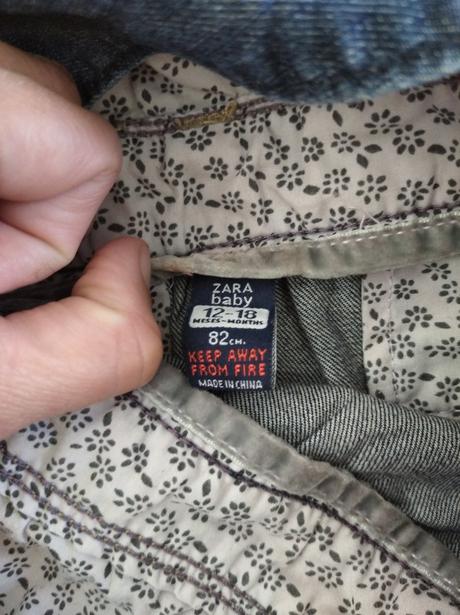 ZARA
baby
12-18
MESES-MONTHS
82CM.
KEEP AWAY
FROM FIRE
MADE IN CHINA